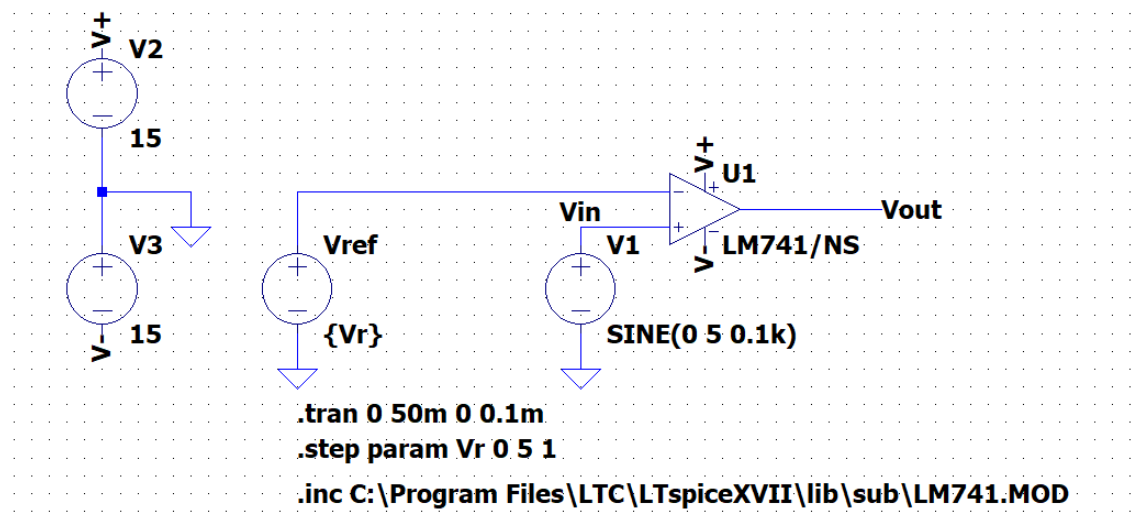 V+
V2
15
V3
15
V-
Vref
{Vr}
Vin
V1
SINE(0 5 0.1k)
V+
U1
LM741/NS
V-
Vout
.tran 0 50m 0 0.1m
.step param Vr 0 5 1
.inc C:\Program Files\LTC\LTspiceXVII\lib\sub\LM741.MOD